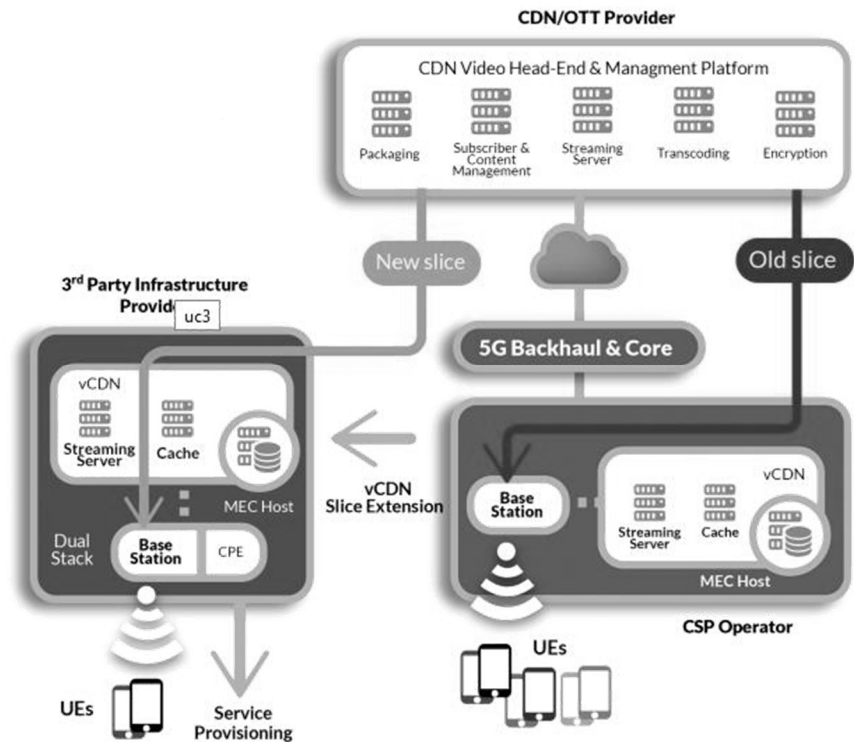 CDN/OTT Provider
CDN Video Head-End & Managment Platform
Packaging
Subscriber &
Content
Management
Streaming
Server
Transcoding
Encryption
New slice
Old slice
3rd Party Infrastructure
uc3
5G Backhaul & Core
vCDN
Streaming
Server
Cache
MEC Host
Dual
Stack
Base
Station
CPE
vCDN
Slice Extension
Base
Station
vCDN
Streaming
Server
Cache
MEC Host
CSP Operator
UEs
Service
Provisioning
UEs